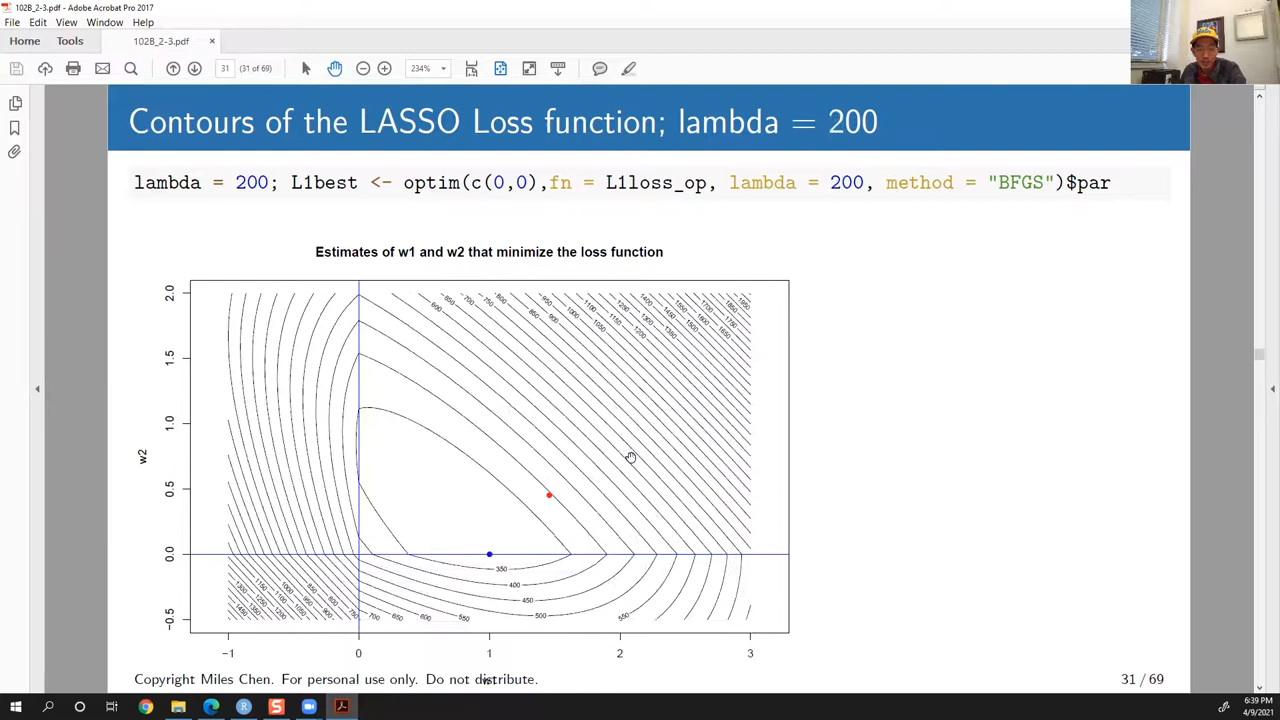 102B_2-3.pdf - Adobe Acrobat Pro 2017
File Edit View Window Help
Home Tools 102B_2-3.pdf ×
31 (31 of 69) 234%
Contours of the LASSO Loss function; lambda = 200
lambda = 200; L1best <- optim(c(0,0),fn = L1loss_op, lambda = 200, method = "BFGS")$par
Estimates of w1 and w2 that minimize the loss function
w2
2.0
1.5
1.0
0.5
0.0
-0.5
350
400
450
500
550
-1 0 1 2 3
Copyright Miles Chen. For personal use only. Do not distribute.
31 / 69
6:39 PM
4/9/2021